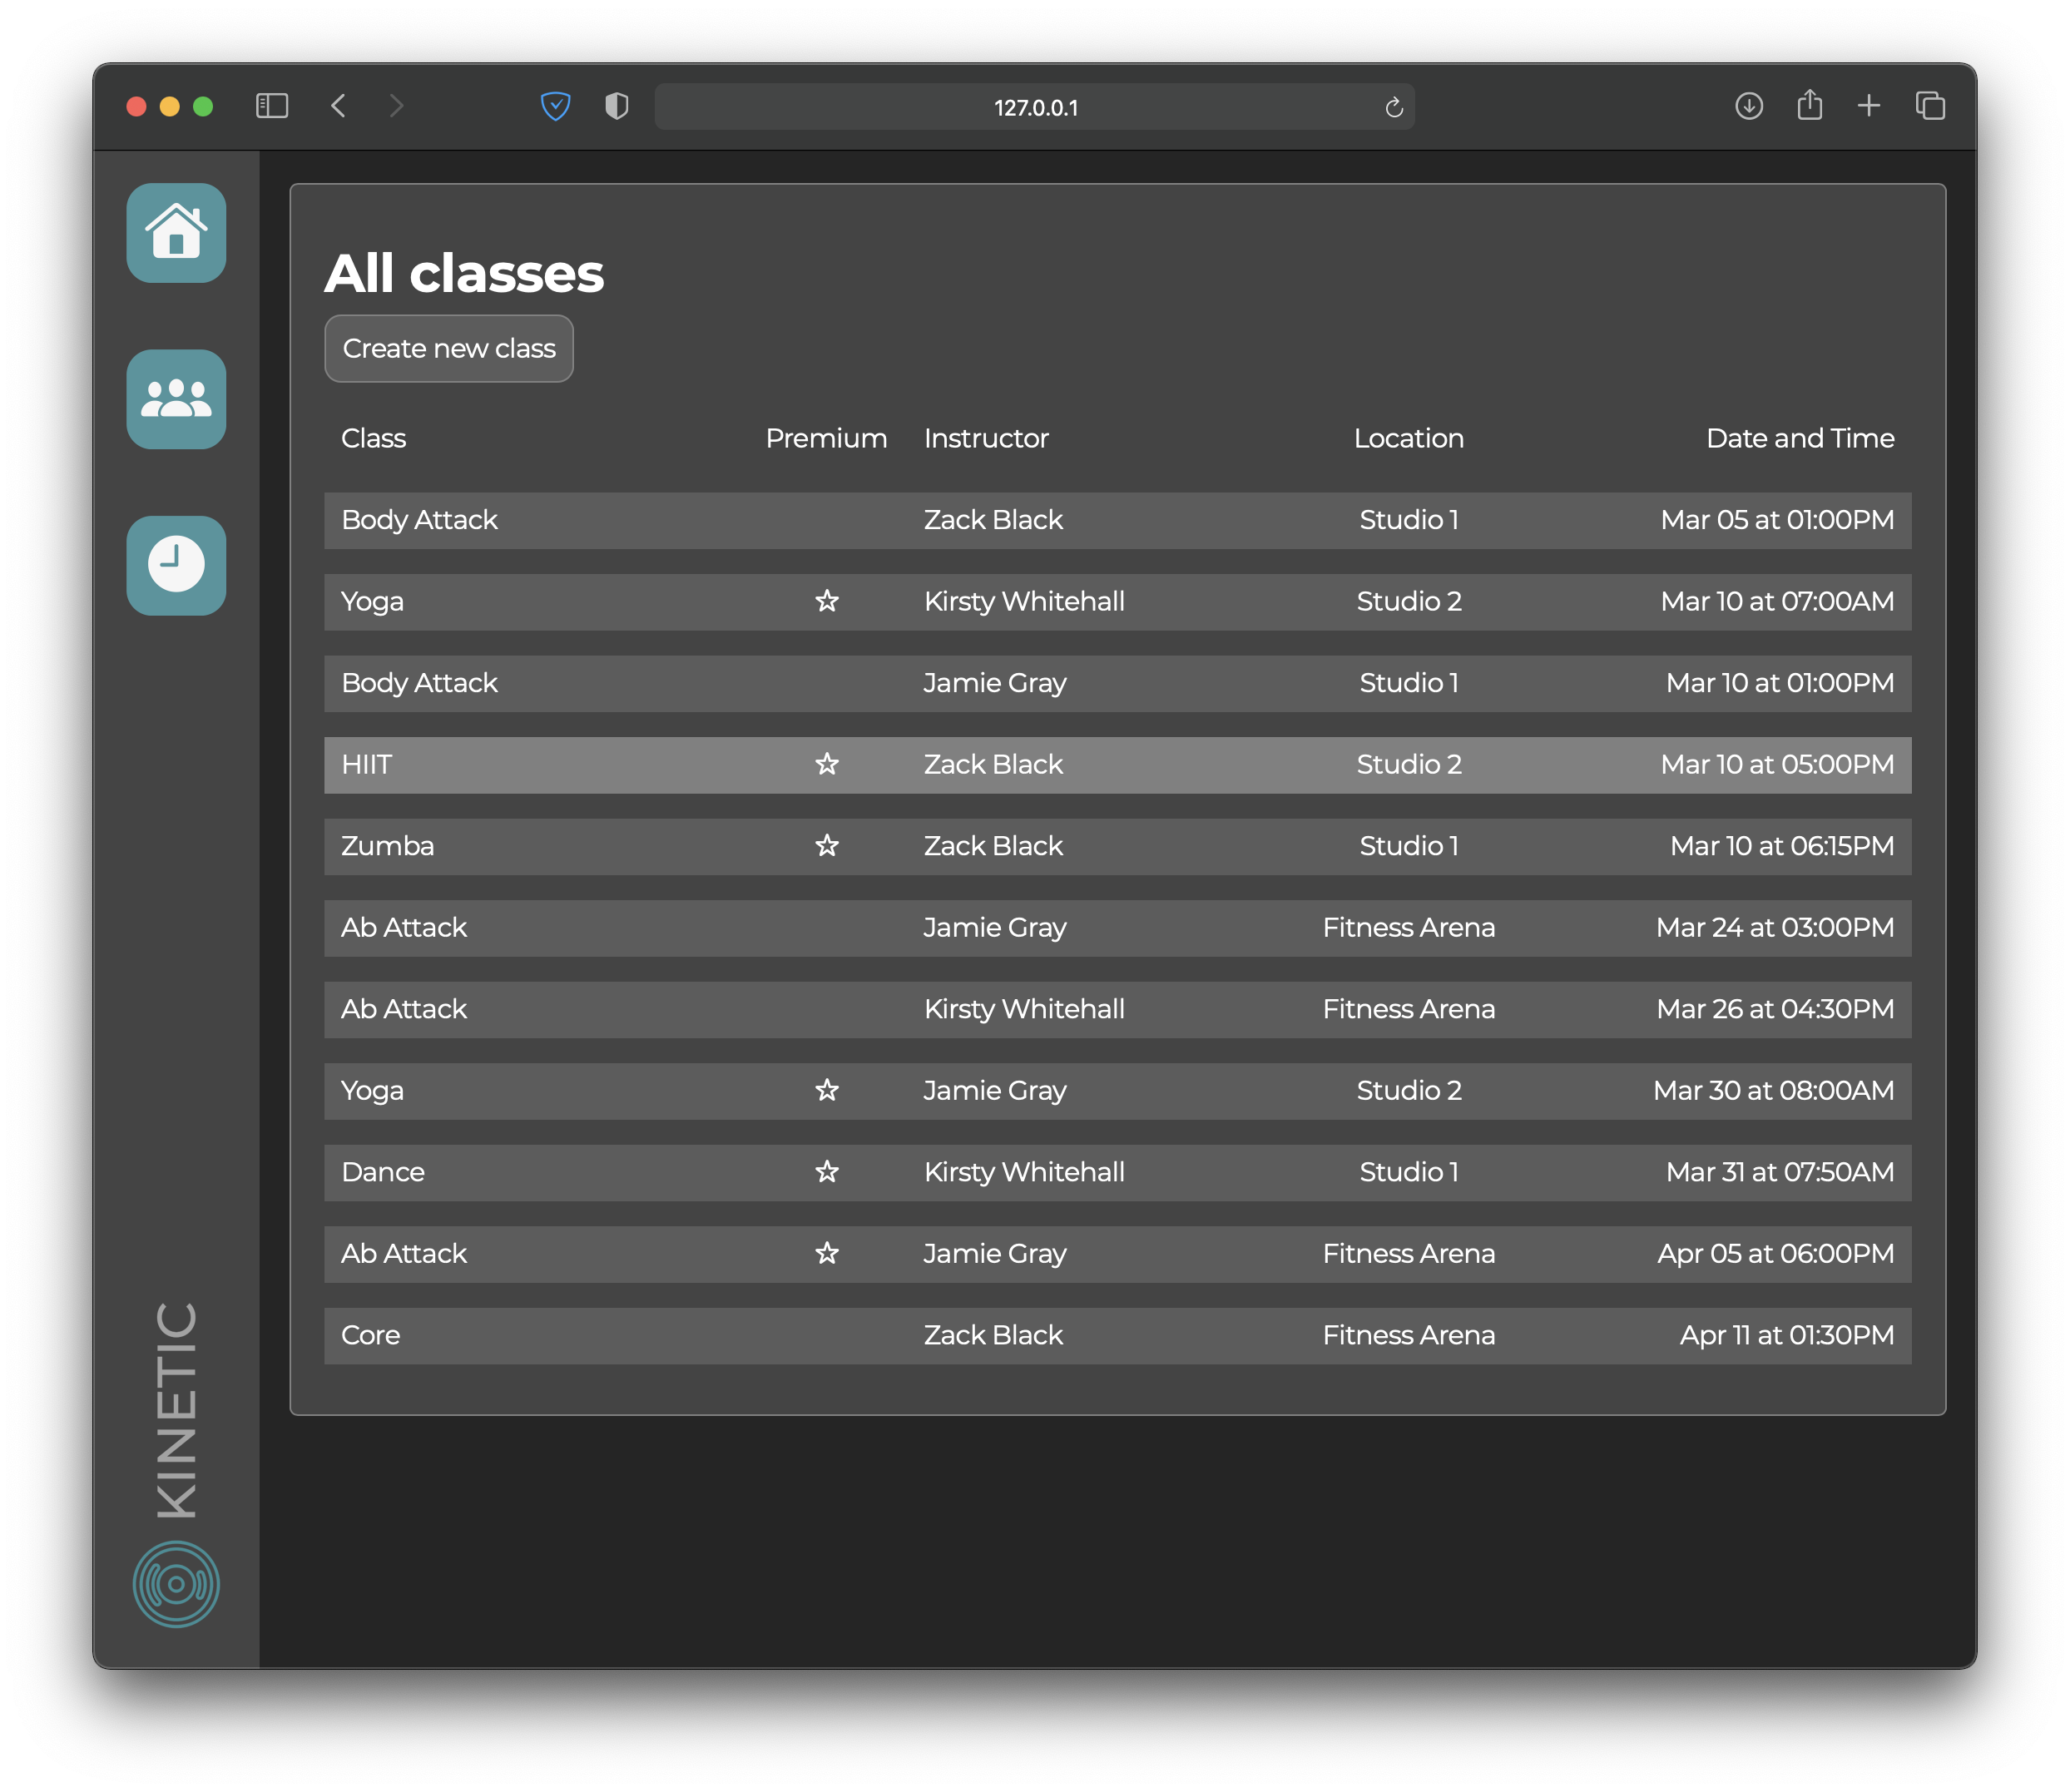 127.0.0.1
All classes
Create new class
Class Premium Instructor Location Date and Time
Body Attack Zack Black Studio 1 Mar 05 at 01:00PM
Yoga ☆ Kirsty Whitehall Studio 2 Mar 10 at 07:00AM
Body Attack Jamie Gray Studio 1 Mar 10 at 01:00PM
HIIT ☆ Zack Black Studio 2 Mar 10 at 05:00PM
Zumba ☆ Zack Black Studio 1 Mar 10 at 06:15PM
Ab Attack Jamie Gray Fitness Arena Mar 24 at 03:00PM
Ab Attack Kirsty Whitehall Fitness Arena Mar 26 at 04:30PM
Yoga ☆ Jamie Gray Studio 2 Mar 30 at 08:00AM
Dance ☆ Kirsty Whitehall Studio 1 Mar 31 at 07:50AM
Ab Attack ☆ Jamie Gray Fitness Arena Apr 05 at 06:00PM
Core Zack Black Fitness Arena Apr 11 at 01:30PM
KINETIC